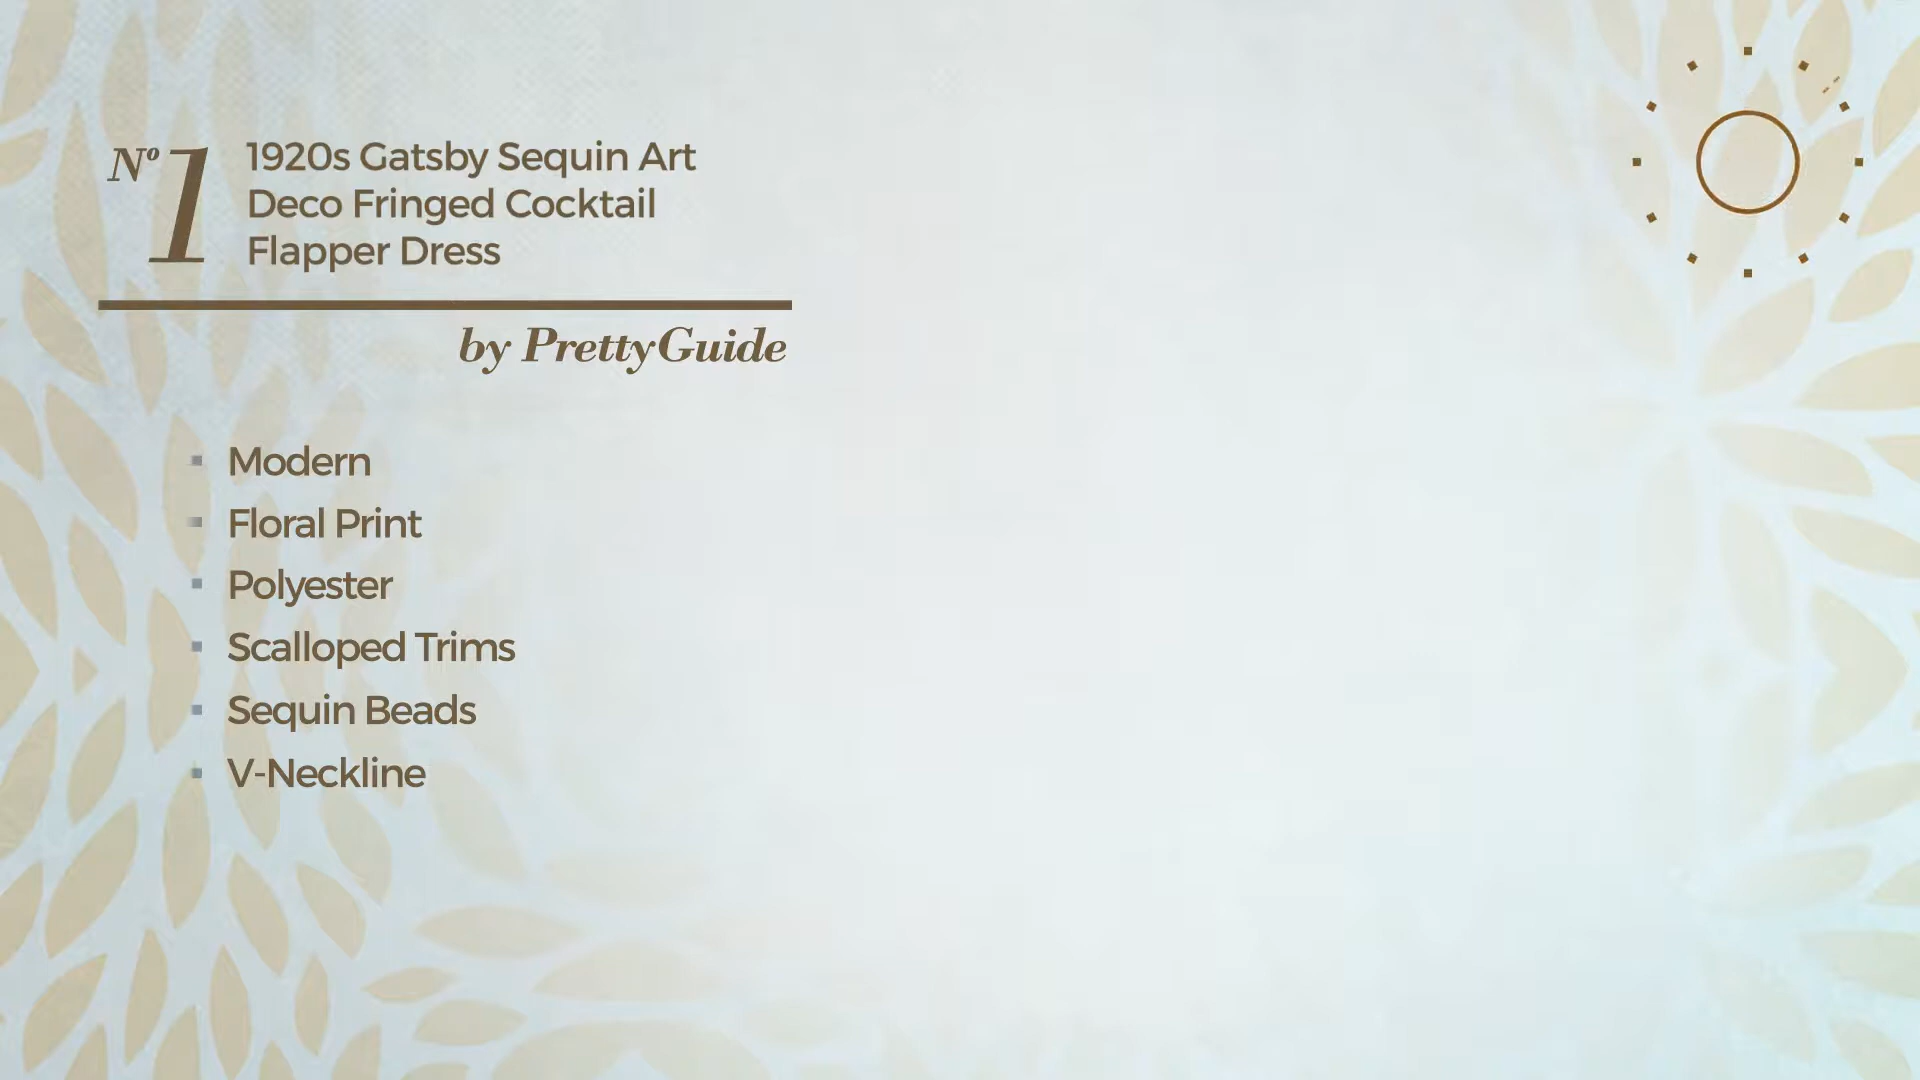 Nº 1
1920s Gatsby Sequin Art
Deco Fringed Cocktail
Flapper Dress
by PrettyGuide
Modern
Floral Print
Polyester
Scalloped Trims
Sequin Beads
V-Neckline